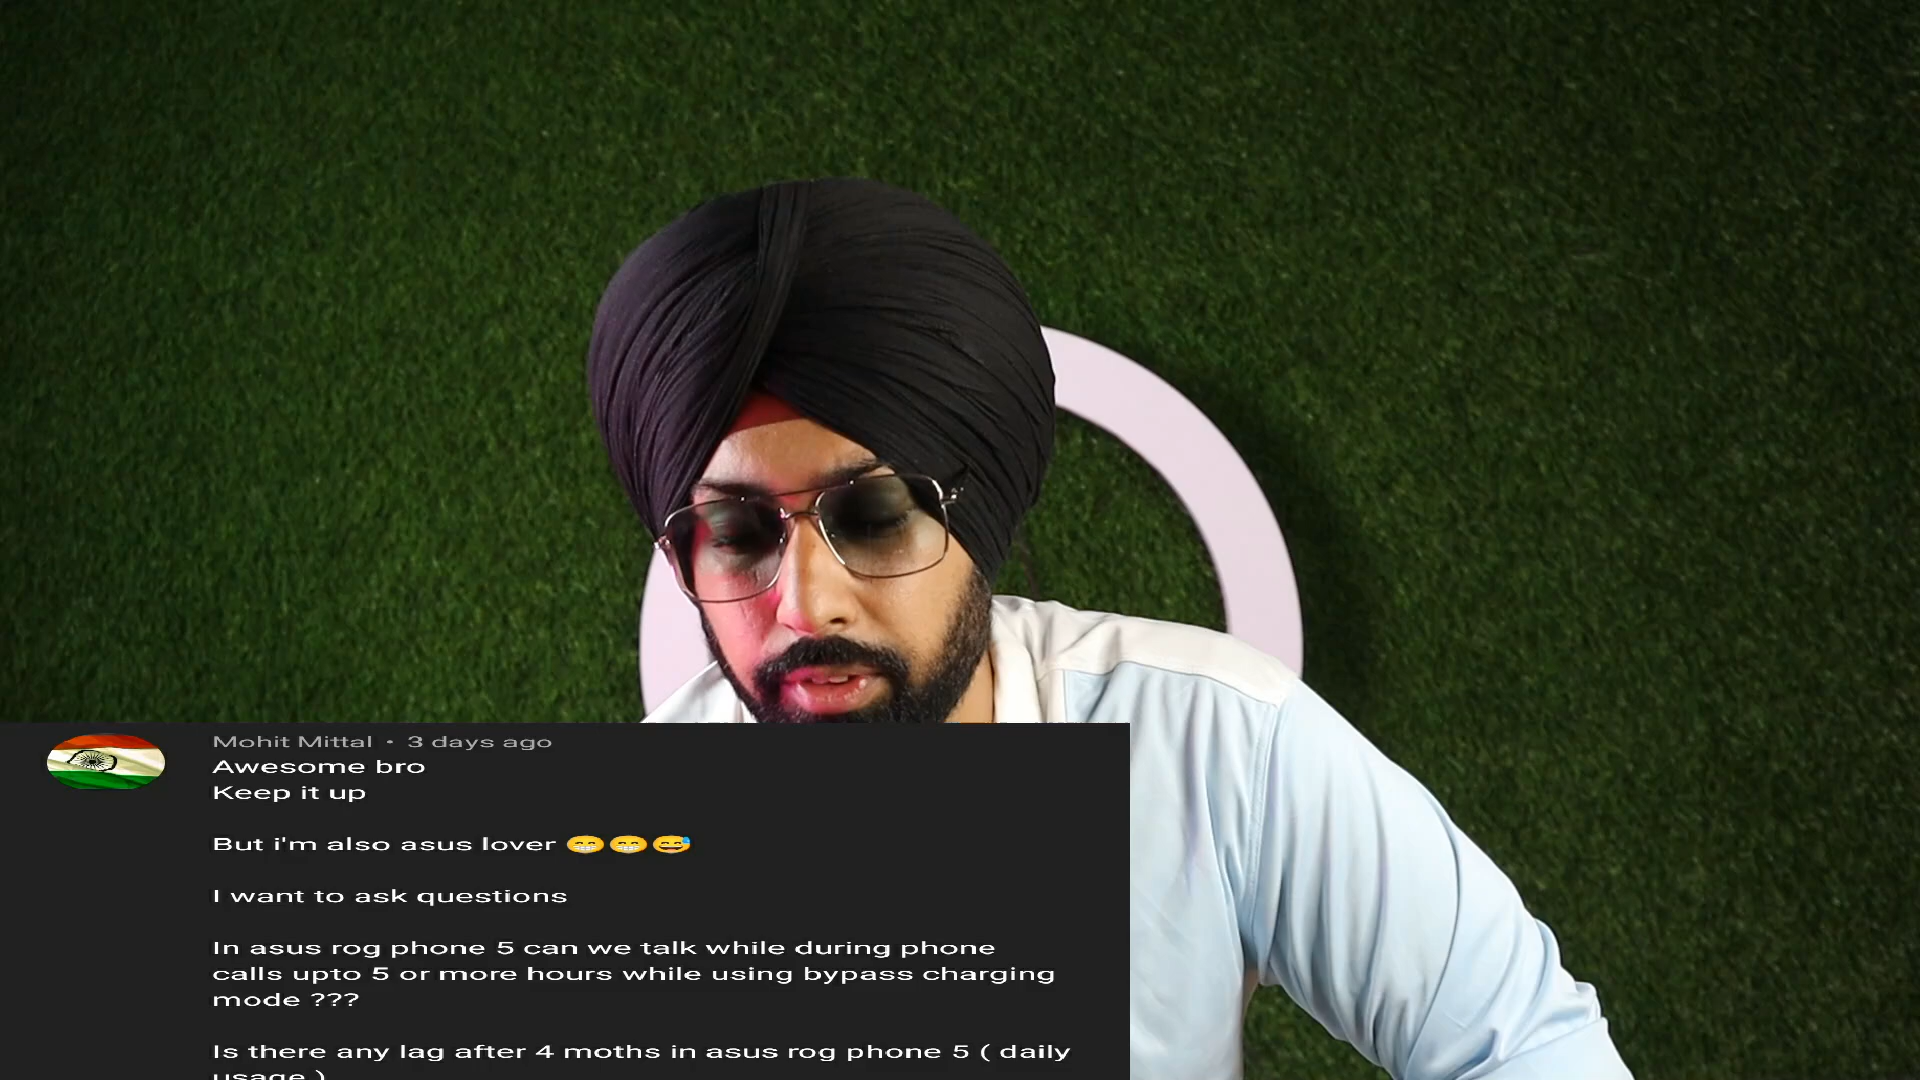 Mohit Mittal • 3 days ago
Awesome bro
Keep it up
But i'm also asus lover 😁😁😅
I want to ask questions
In asus rog phone 5 can we talk while during phone
calls upto 5 or more hours while using bypass charging
mode ???
Is there any lag after 4 moths in asus rog phone 5 ( daily
usage )